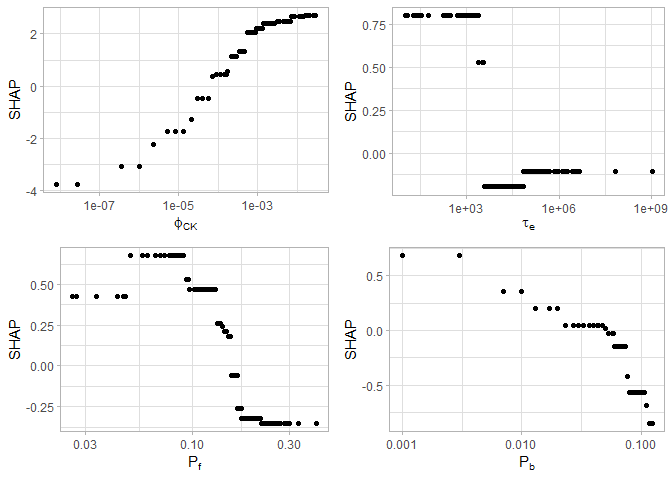 SHAP
2
0
-2
-4
1e-07 1e-05 1e-03
ϕCK
SHAP
0.75
0.50
0.25
0.00
1e+03 1e+06 1e+09
τe
SHAP
0.50
0.25
0.00
-0.25
0.03 0.10 0.30
Pf
SHAP
0.5
0.0
-0.5
0.001 0.010 0.100
Pb